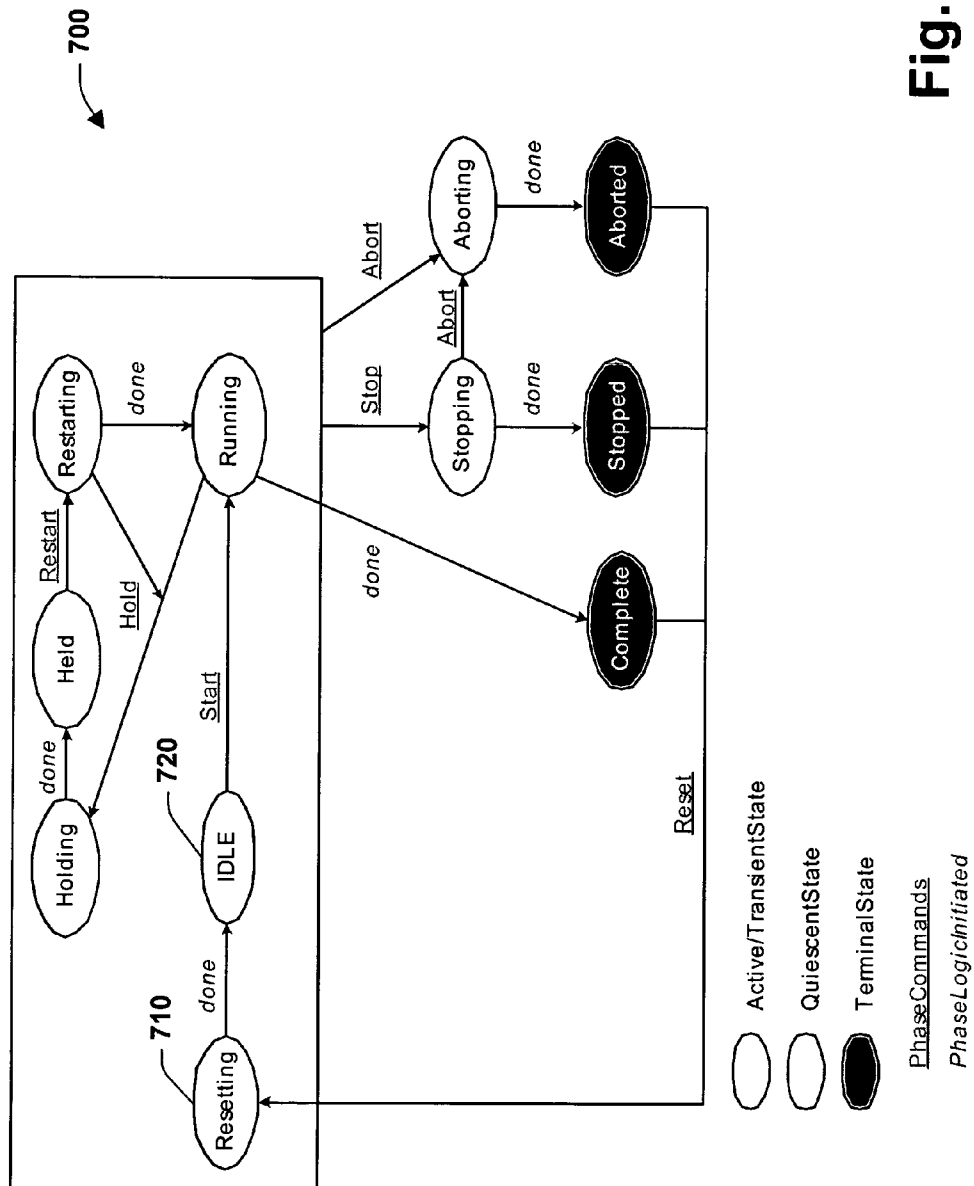 700
Holding
done
Held
Restart
Restarting
Hold
done
710
Resetting
done
720
IDLE
Start
Running
done
Stop
Abort
Stopping
Abort
Aborting
done
done
Complete
Stopped
Aborted
Reset
Active/TransientState
QuiescentState
TerminalState
PhaseCommands
PhaseLogicInitiated
Fig.